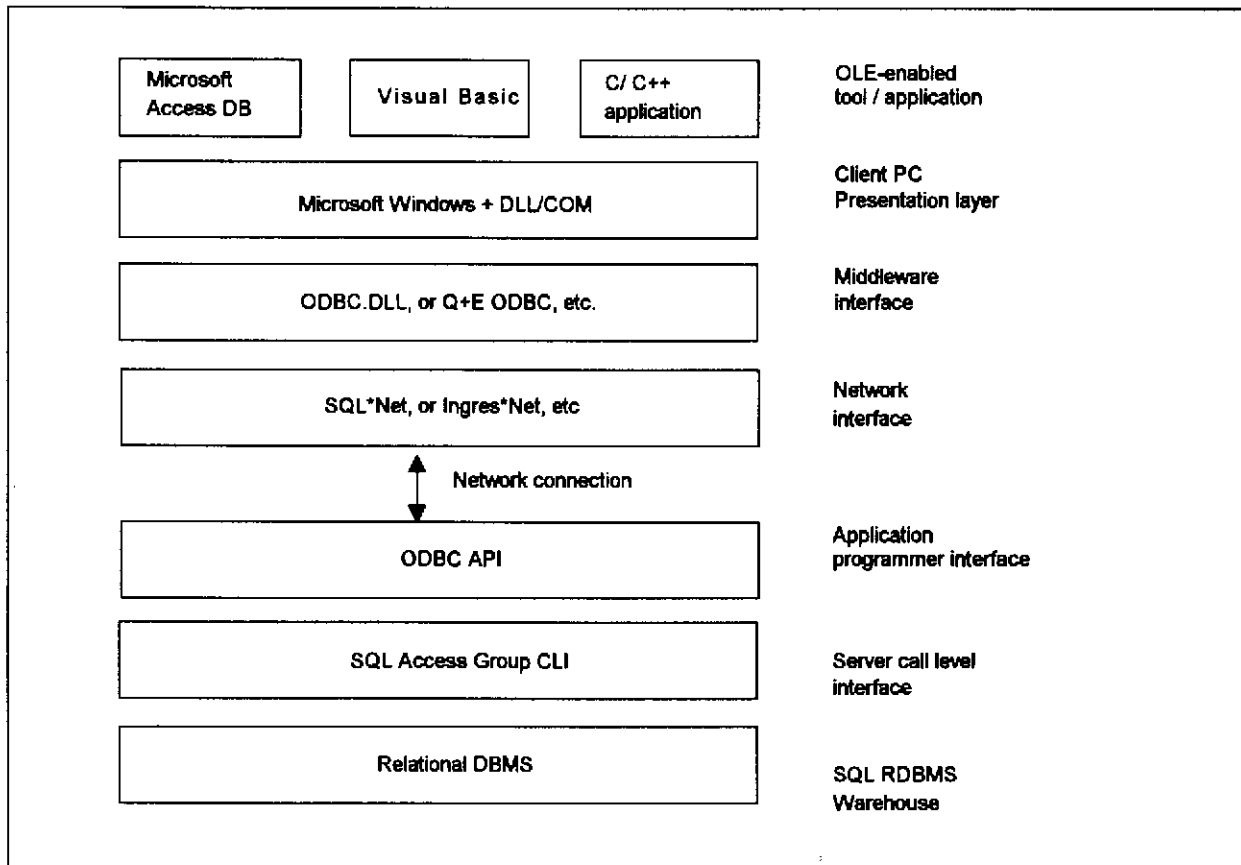 Microsoft
Access DB
Visual Basic
C/ C++
application
OLE-enabled
tool / application
Microsoft Windows + DLL/COM
Client PC
Presentation layer
ODBC.DLL, or Q+E ODBC, etc.
Middleware
interface
SQL*Net, or Ingres*Net, etc
Network
interface
Network connection
ODBC API
Application
programmer interface
SQL Access Group CLI
Server call level
interface
Relational DBMS
SQL RDBMS
Warehouse